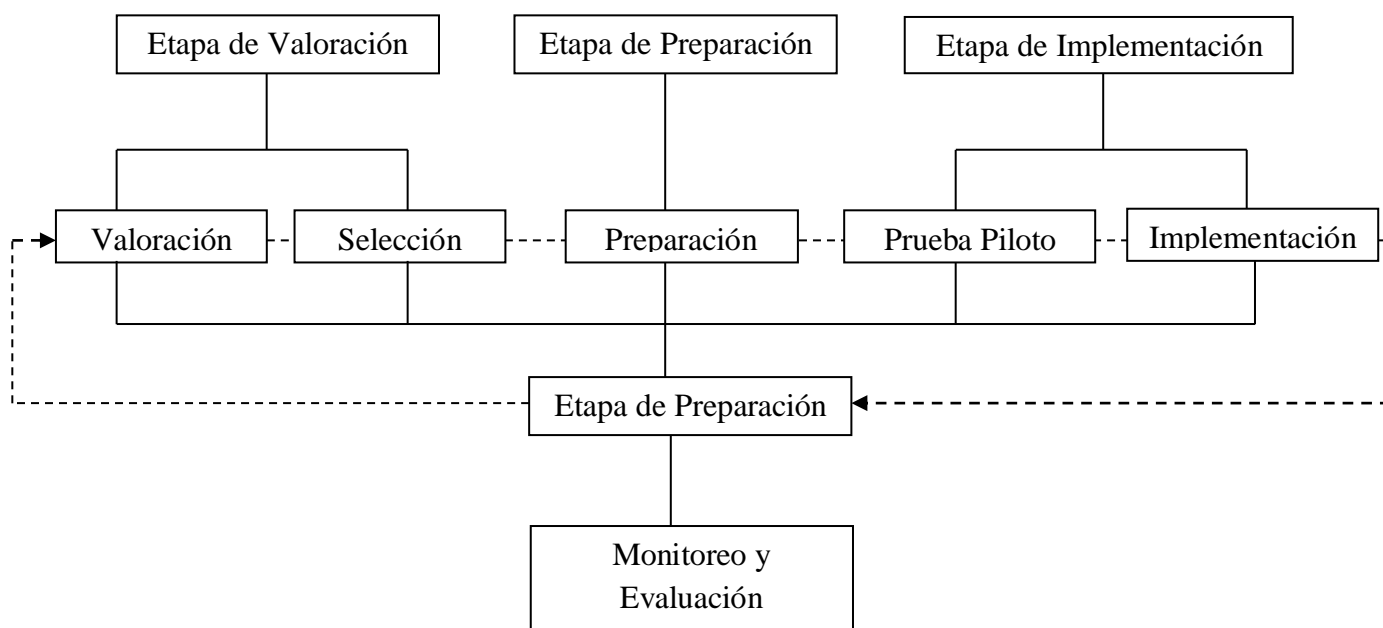 Etapa de Valoración
Etapa de Preparación
Etapa de Implementación
Valoración
Selección
Preparación
Prueba Piloto
Implementación
Etapa de Preparación
Monitoreo y
Evaluación